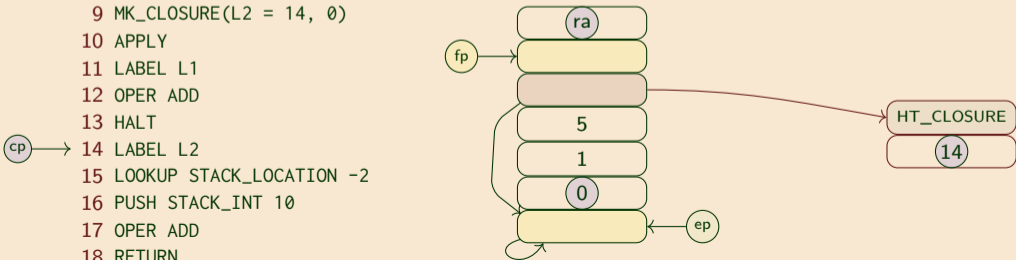 9 MK_CLOSURE(L2 = 14, 0)
10 APPLY
11 LABEL L1
12 OPER ADD
13 HALT
cp 14 LABEL L2
15 LOOKUP STACK_LOCATION -2
16 PUSH STACK_INT 10
17 OPER ADD
18 RETURN
ra
fp
5
1
0
ep
HT_CLOSURE
14